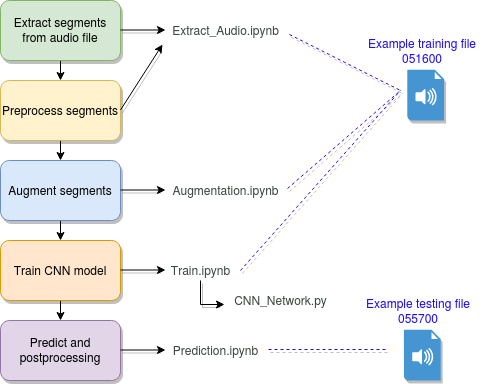 Extract segments
from audio file
Extract_Audio.ipynb
Example training file
051600
Preprocess segments
Augment segments
Augmentation.ipynb
Train CNN model
Train.ipynb
CNN_Network.py
Example testing file
055700
Predict and
postprocessing
Prediction.ipynb